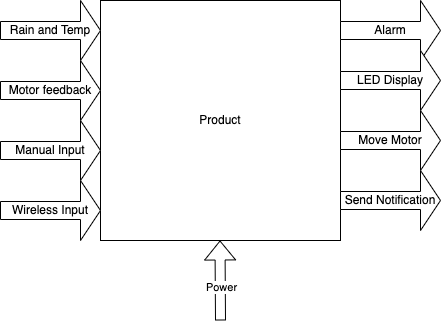 Rain and Temp
Alarm
Motor feedback
LED Display
Product
Manual Input
Move Motor
Wireless Input
Send Notification
Power